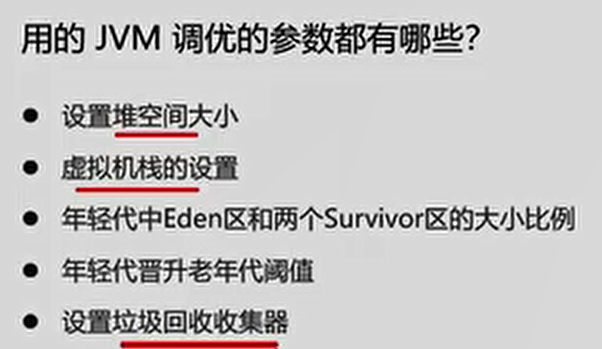 用的 JVM 调优的参数都有哪些?
● 设置堆空间大小
● 虚拟机栈的设置
● 年轻代中Eden区和两个Survivor区的大小比例
● 年轻代晋升老年代阈值
● 设置垃圾回收收集器